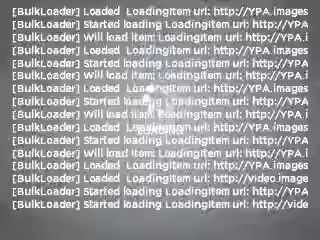 [BulkLoader] Loaded LoadingItem url: http://YPA.images
[BulkLoader] Started loading LoadingItem url: http://YPA
[BulkLoader] Will load item: LoadingItem url: http://YPA.i
[BulkLoader] Loaded LoadingItem url: http://YPA.images
[BulkLoader] Started loading LoadingItem url: http://YPA
[BulkLoader] Will load item: LoadingItem url: http://YPA.i
[BulkLoader] Loaded LoadingItem url: http://YPA.images
[BulkLoader] Started loading LoadingItem url: http://YPA
[BulkLoader] Will load item: LoadingItem url: http://YPA.i
[BulkLoader] Loaded LoadingItem url: http://YPA.images
LOADING
[BulkLoader] Started loading LoadingItem url: http://YPA
[BulkLoader] Will load item: LoadingItem url: http://YPA.i
[BulkLoader] Loaded LoadingItem url: http://YPA.images
[BulkLoader] Loaded LoadingItem url: http://video.image
[BulkLoader] Started loading LoadingItem url: http://YPA
[BulkLoader] Started loading LoadingItem url: http://vide